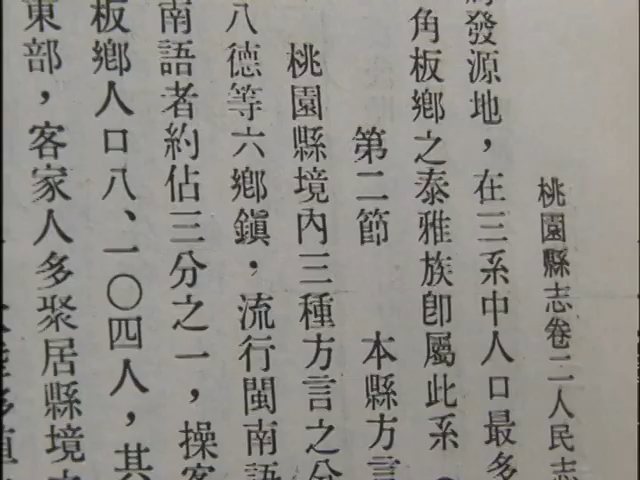 桃園縣志卷二人民志
發源地，在三系中人口最多
角板鄉之泰雅族卽屬此系
第二節　本縣方言
桃園縣境內三種方言之分
八德等六鄉鎮，流行閩南語
南語者約佔三分之一，操客
板鄉人口八、一〇四人，其
東部，客家人多聚居縣境